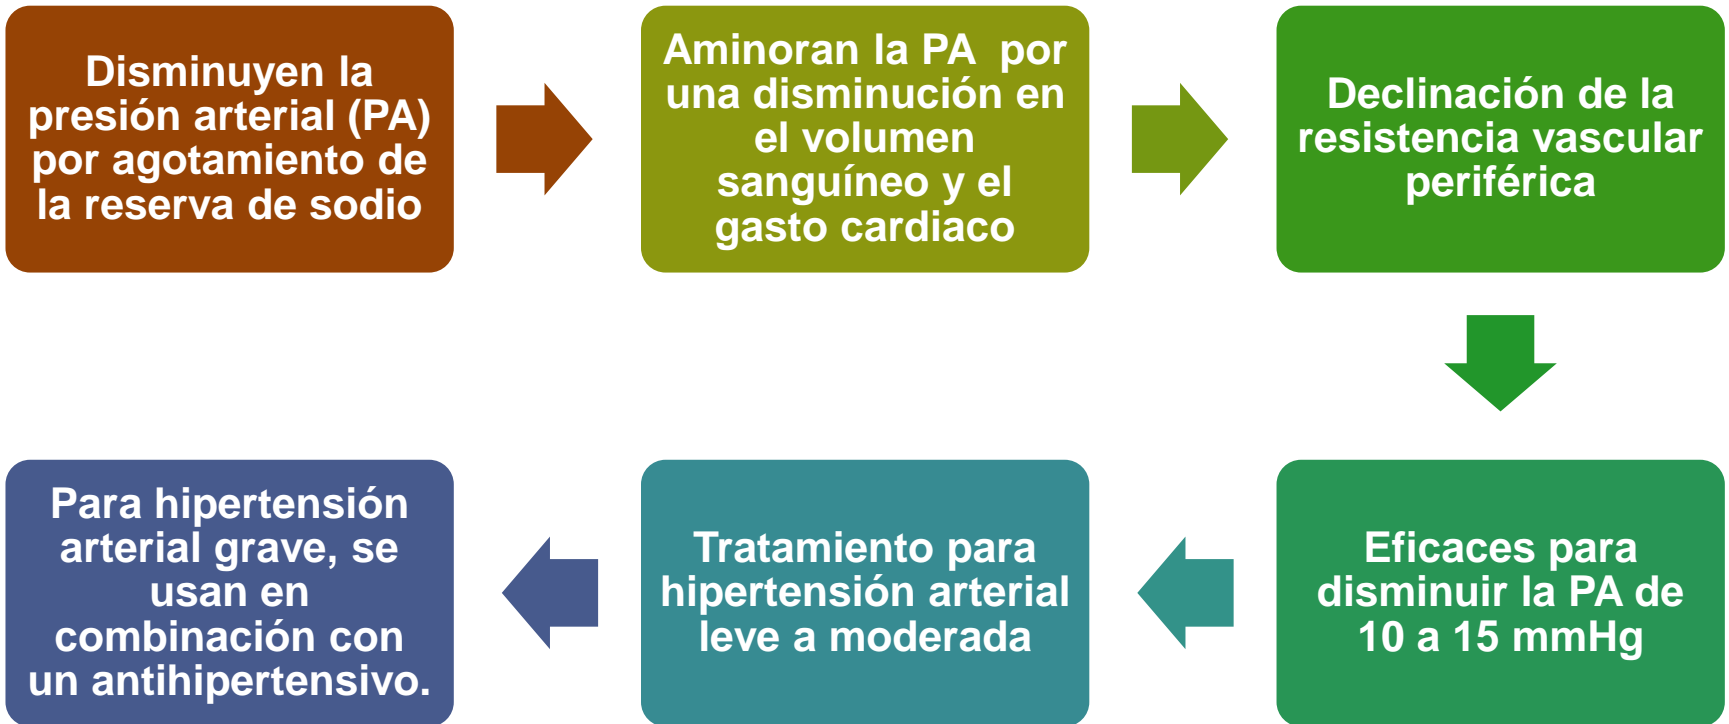 Disminuyen la
presión arterial (PA)
por agotamiento de
la reserva de sodio
Aminoran la PA por
una disminución en
el volumen
sanguíneo y el
gasto cardiaco
Declinación de la
resistencia vascular
periférica
Eficaces para
disminuir la PA de
10 a 15 mmHg
Tratamiento para
hipertensión arterial
leve a moderada
Para hipertensión
arterial grave, se
usan en
combinación con
un antihipertensivo.